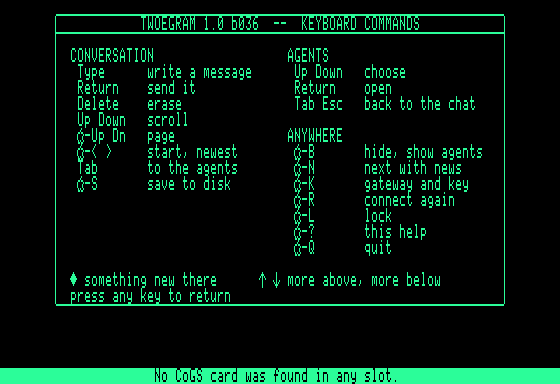 TWOEGRAM 1.0 b036 -- KEYBOARD COMMANDS
CONVERSATION
Type write a message
Return send it
Delete erase
Up Down scroll
-Up Dn page
-< > start, newest
Tab to the agents
-S save to disk
AGENTS
Up Down choose
Return open
Tab Esc back to the chat
ANYWHERE
-B hide, show agents
-N next with news
-K gateway and key
-R connect again
-L lock
-? this help
-Q quit
◆ something new there ↑ ↓ more above, more below
press any key to return
No CoGS card was found in any slot.